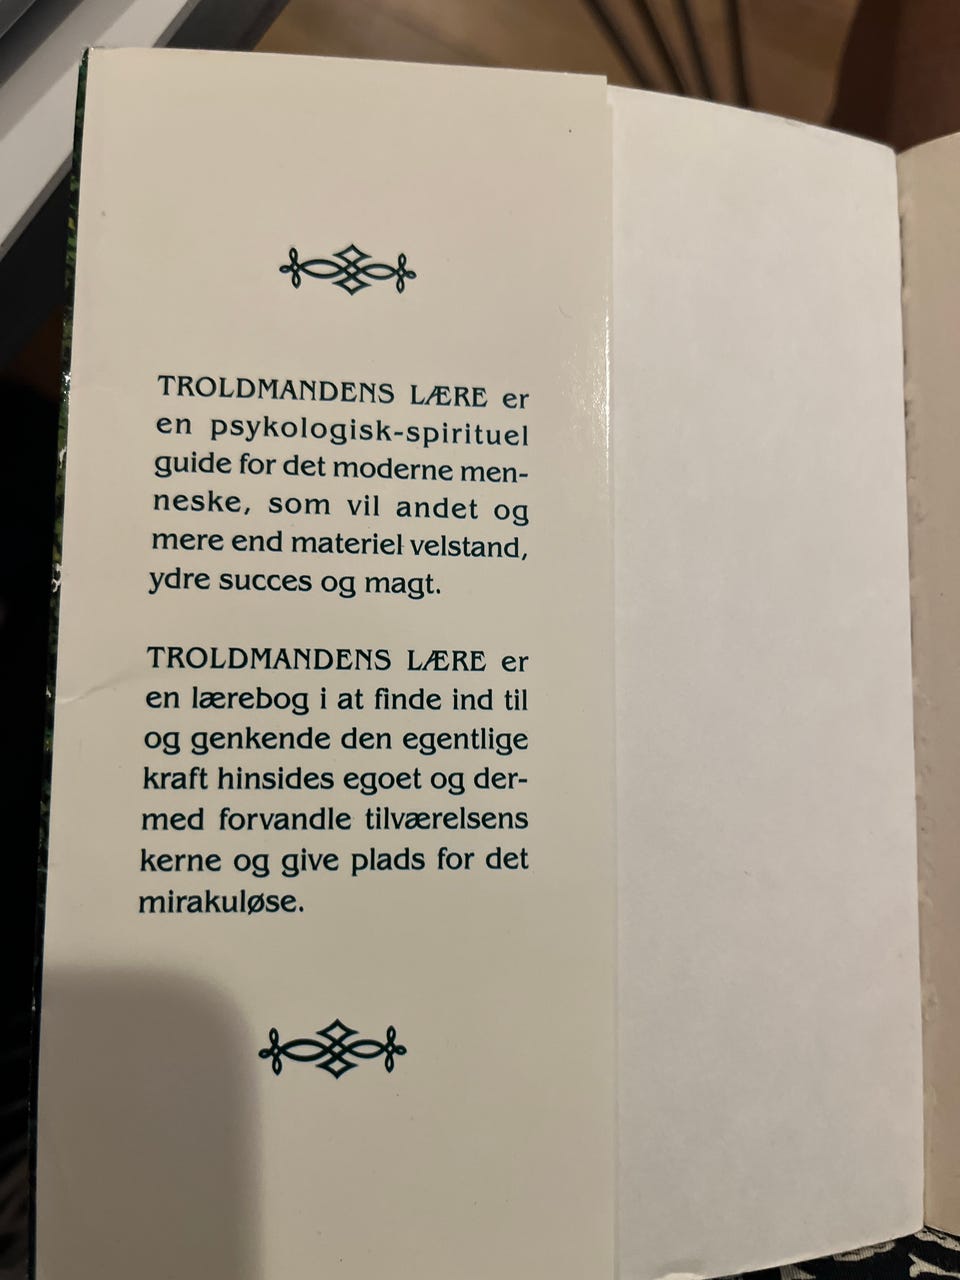 TROLDMANDENS LÆRE er
en psykologisk-spirituel
guide for det moderne men-
neske, som vil andet og
mere end materiel velstand,
ydre succes og magt.
TROLDMANDENS LÆRE er
en lærebog i at finde ind til
og genkende den egentlige
kraft hinsides egoet og der-
med forvandle tilværelsens
kerne og give plads for det
mirakuløse.